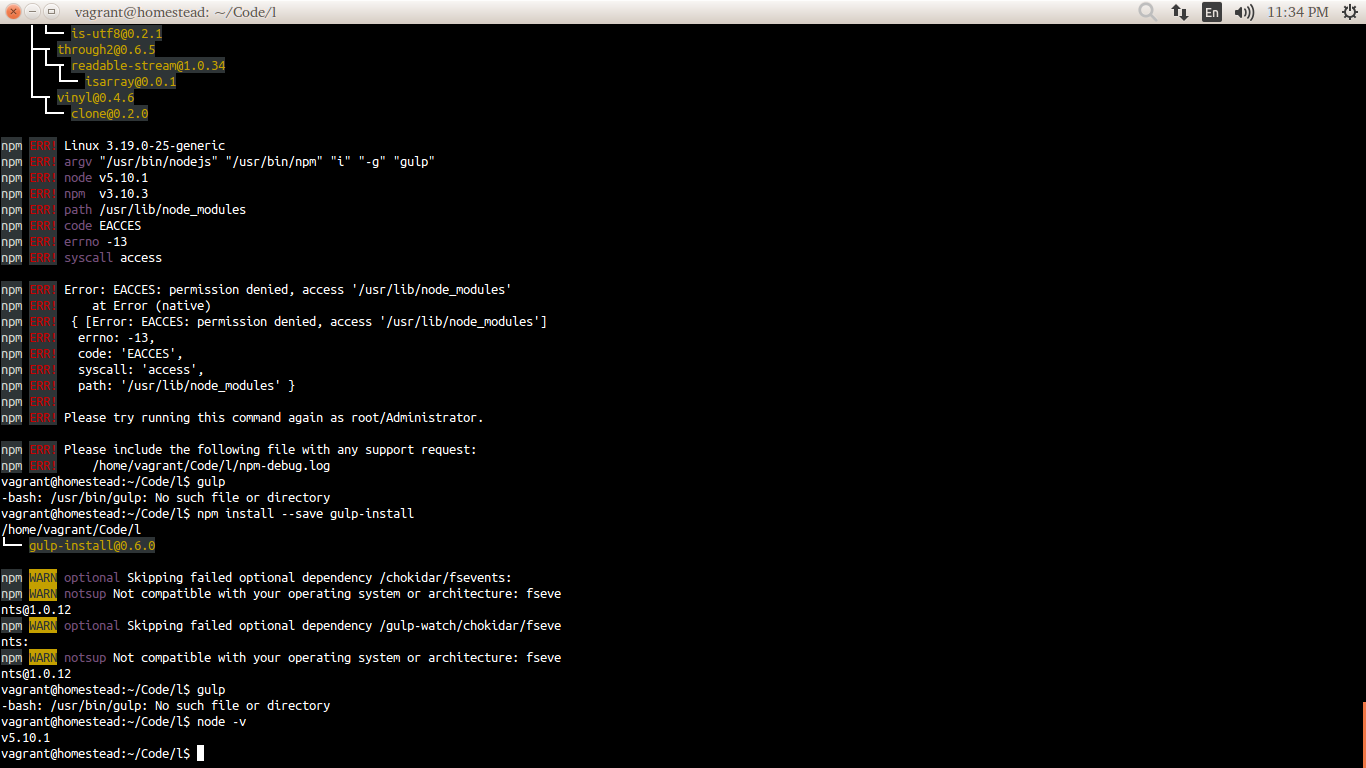 vagrant@homestead: ~/Code/l
En
11:34 PM
is-utf8@0.2.1
through2@0.6.5
readable-stream@1.0.34
isarray@0.0.1
vinyl@0.4.6
clone@0.2.0
npm ERR! Linux 3.19.0-25-generic
npm ERR! argv "/usr/bin/nodejs" "/usr/bin/npm" "i" "-g" "gulp"
npm ERR! node v5.10.1
npm ERR! npm  v3.10.3
npm ERR! path /usr/lib/node_modules
npm ERR! code EACCES
npm ERR! errno -13
npm ERR! syscall access
npm ERR! Error: EACCES: permission denied, access '/usr/lib/node_modules'
npm ERR!     at Error (native)
npm ERR!  { [Error: EACCES: permission denied, access '/usr/lib/node_modules']
npm ERR!   errno: -13,
npm ERR!   code: 'EACCES',
npm ERR!   syscall: 'access',
npm ERR!   path: '/usr/lib/node_modules' }
npm ERR!
npm ERR! Please try running this command again as root/Administrator.
npm ERR! Please include the following file with any support request:
npm ERR!     /home/vagrant/Code/l/npm-debug.log
vagrant@homestead:~/Code/l$ gulp
-bash: /usr/bin/gulp: No such file or directory
vagrant@homestead:~/Code/l$ npm install --save gulp-install
/home/vagrant/Code/l
gulp-install@0.6.0
npm WARN optional Skipping failed optional dependency /chokidar/fsevents:
npm WARN notsup Not compatible with your operating system or architecture: fseve
nts@1.0.12
npm WARN optional Skipping failed optional dependency /gulp-watch/chokidar/fseve
nts:
npm WARN notsup Not compatible with your operating system or architecture: fseve
nts@1.0.12
vagrant@homestead:~/Code/l$ gulp
-bash: /usr/bin/gulp: No such file or directory
vagrant@homestead:~/Code/l$ node -v
v5.10.1
vagrant@homestead:~/Code/l$